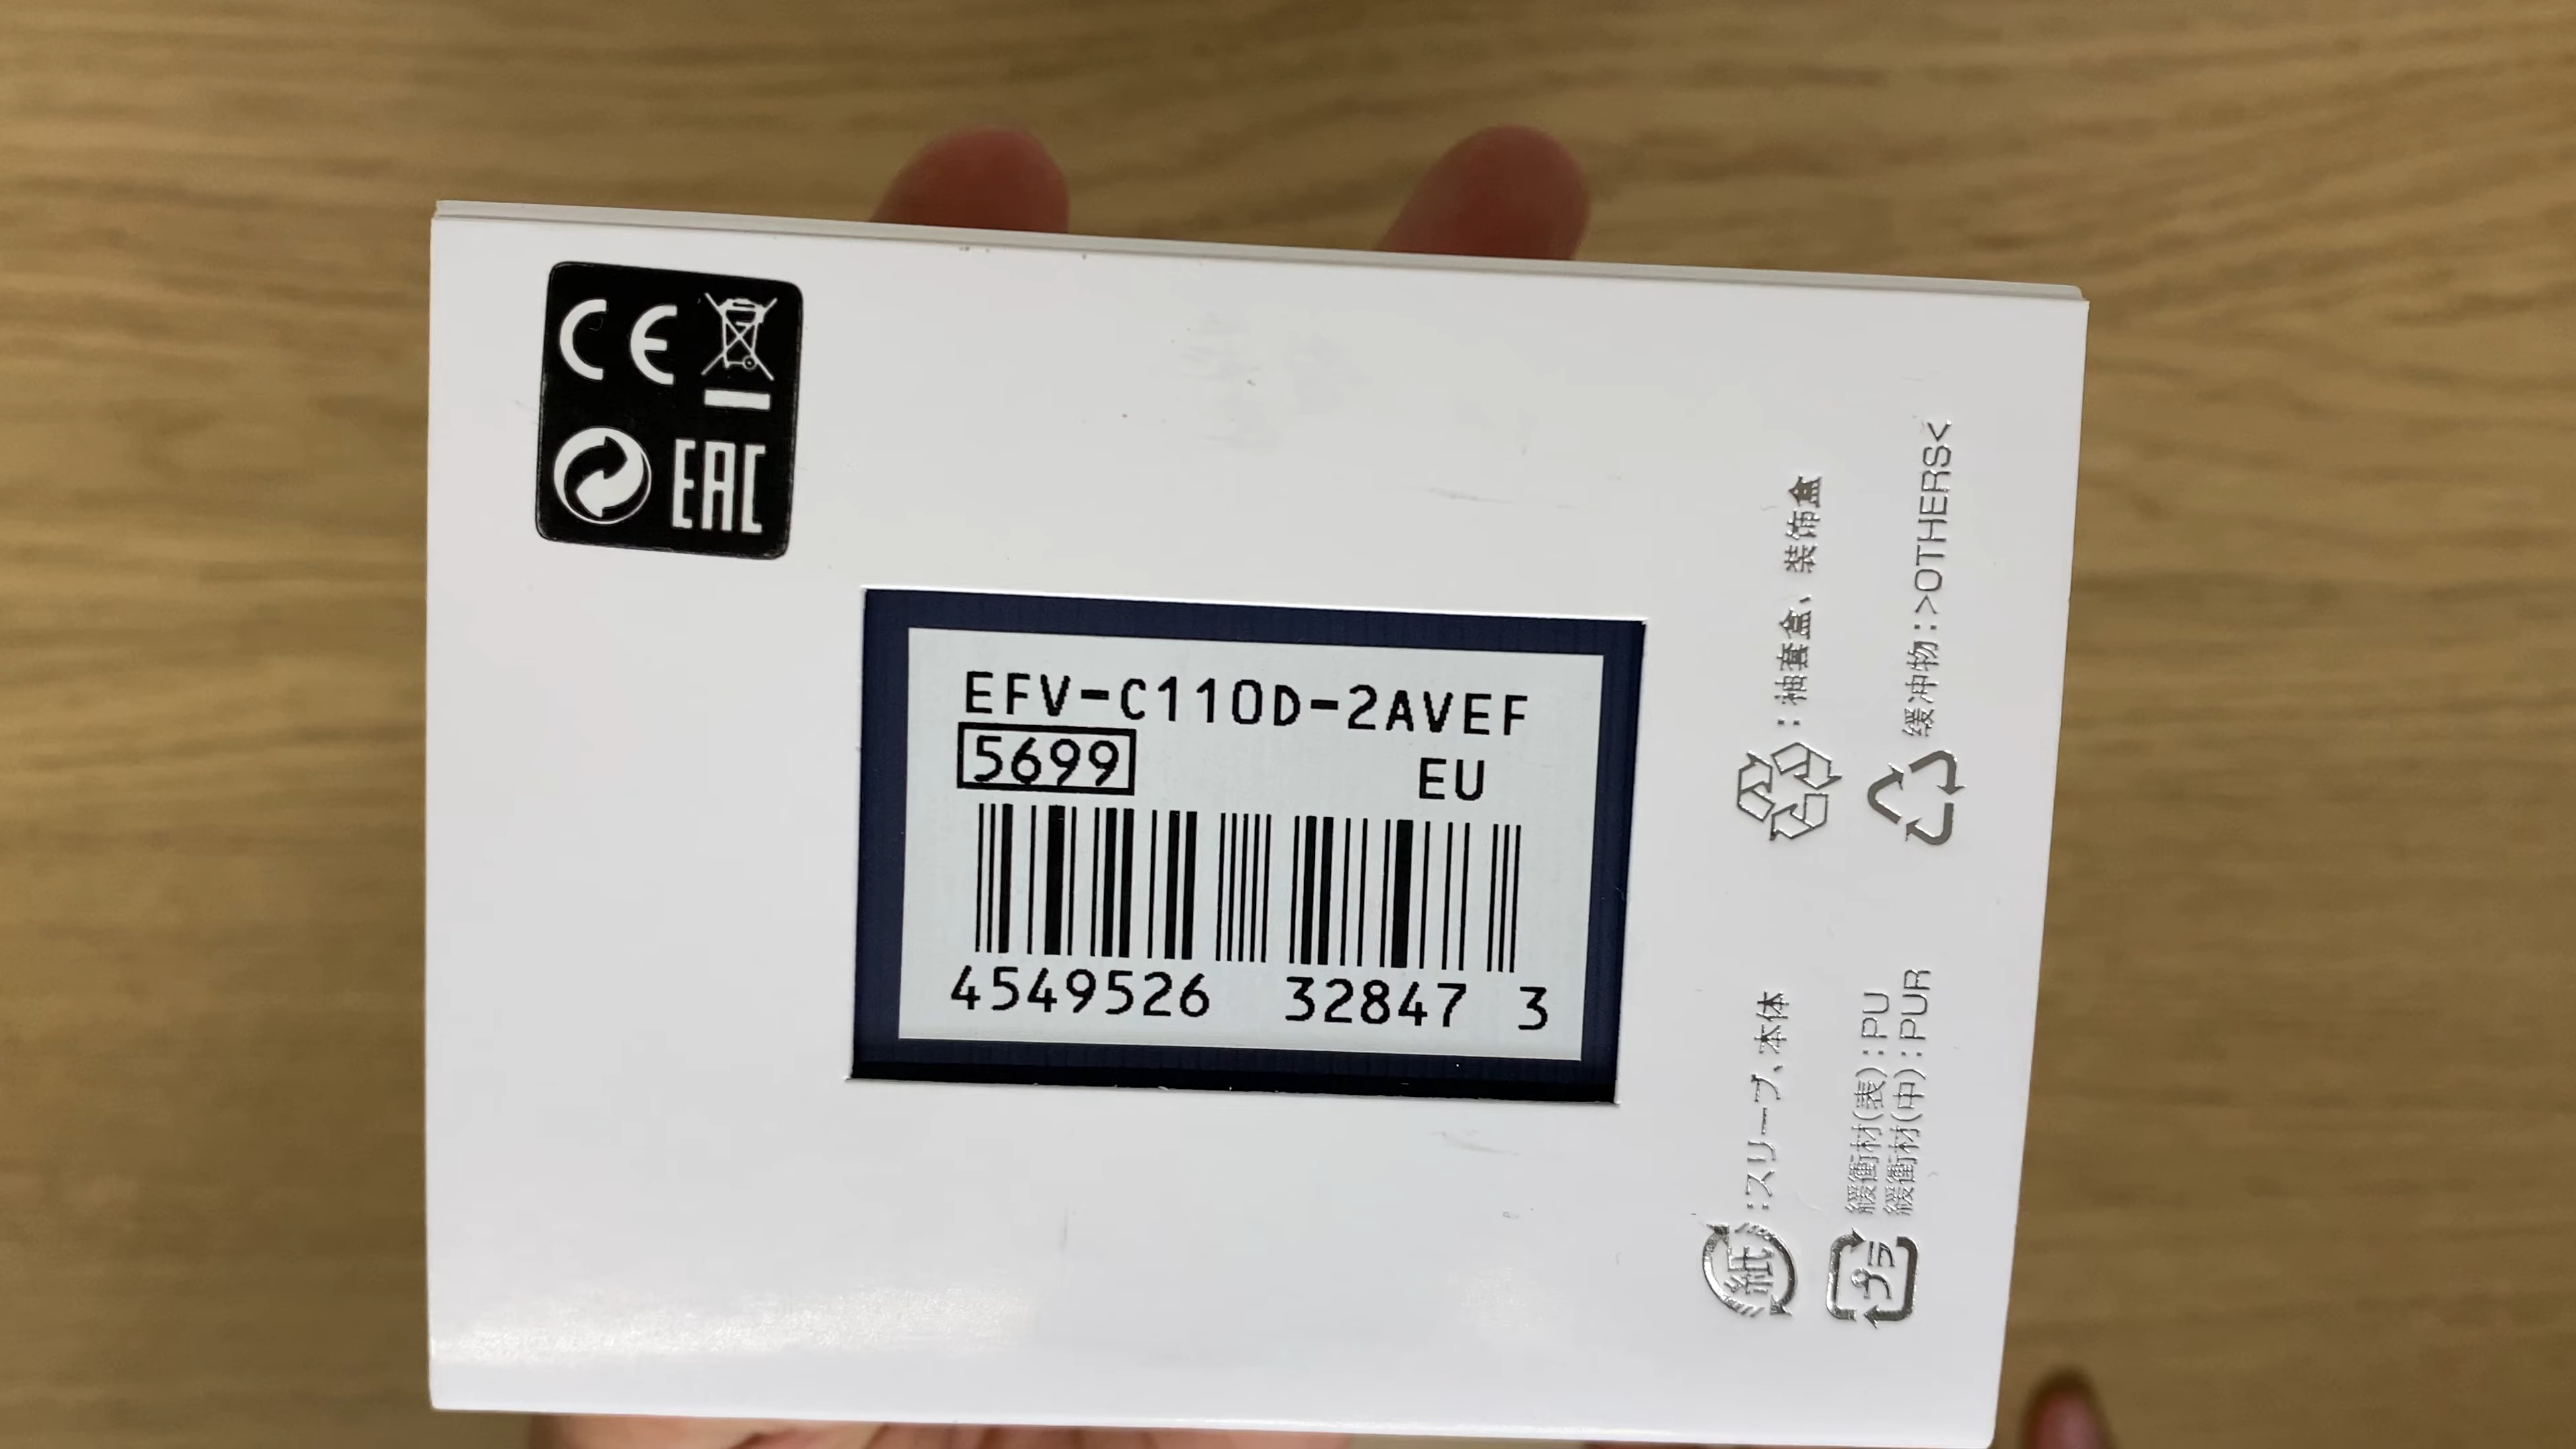 CE
EAC
EFV-C110D-2AVEF
5699
EU
4549526 32847 3
:袖套盒、装饰盒
缓冲物:>OTHERS<
紙:スリーブ、本体
プラ
緩衝材(表):PU
緩衝材(中):PUR